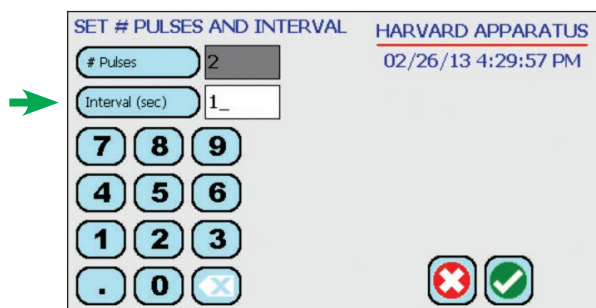 SET # PULSES AND INTERVAL
HARVARD APPARATUS
02/26/13 4:29:57 PM
# Pulses 2
Interval (sec) 1_
7 8 9
4 5 6
1 2 3
. 0